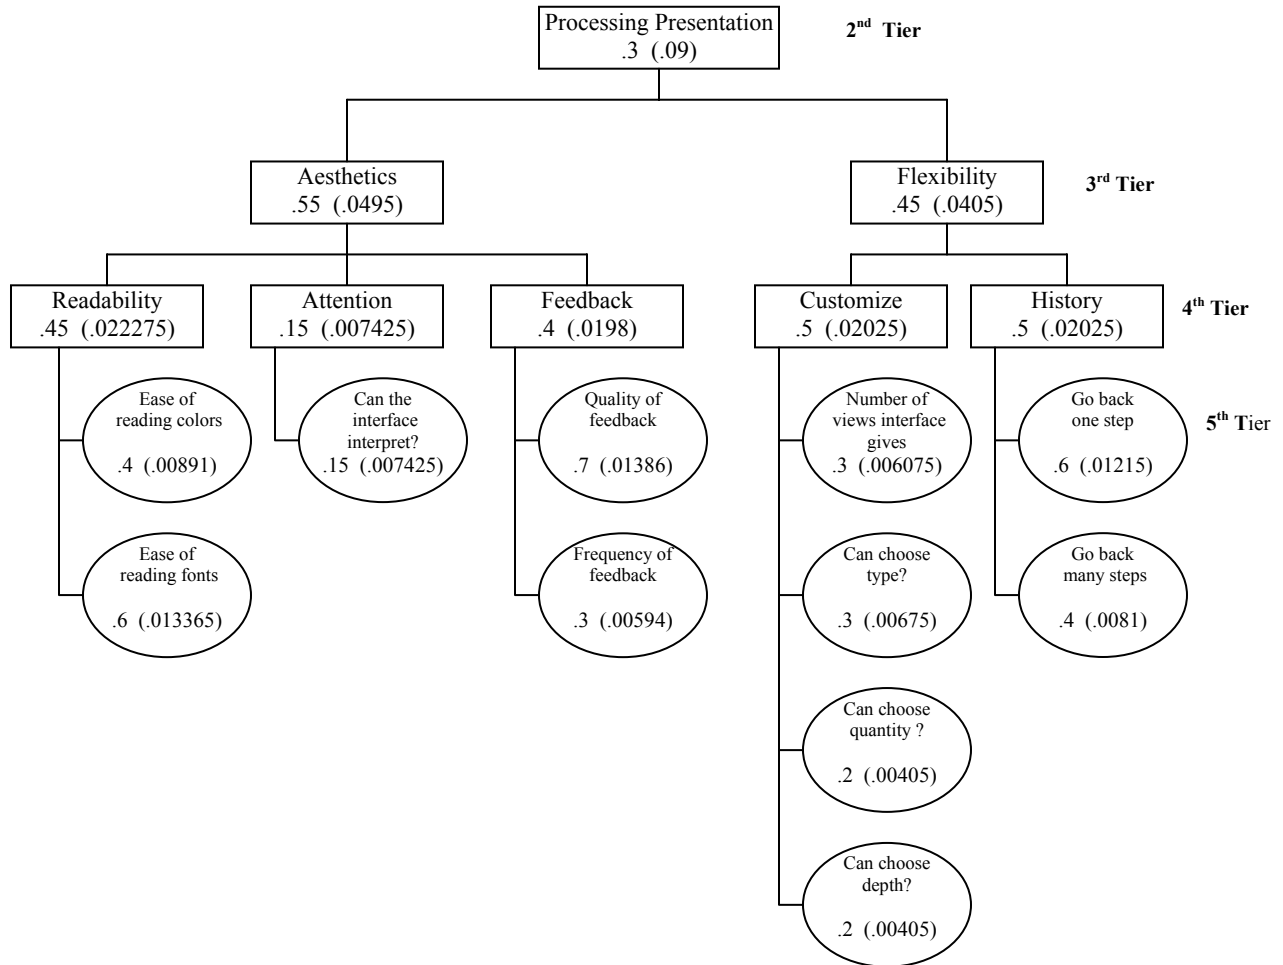 Processing Presentation
.3 (.09)
2nd Tier
Aesthetics
.55 (.0495)
Flexibility
.45 (.0405)
3rd Tier
Readability
.45 (.022275)
Attention
.15 (.007425)
Feedback
.4 (.0198)
Customize
.5 (.02025)
History
.5 (.02025)
4th Tier
Ease of
reading colors
.4 (.00891)
Can the
interface
interpret?
.15 (.007425)
Quality of
feedback
.7 (.01386)
Number of
views interface
gives
.3 (.006075)
Go back
one step
.6 (.01215)
5th Tier
Ease of
reading fonts
.6 (.013365)
Frequency of
feedback
.3 (.00594)
Can choose
type?
.3 (.00675)
Go back
many steps
.4 (.0081)
Can choose
quantity ?
.2 (.00405)
Can choose
depth?
.2 (.00405)